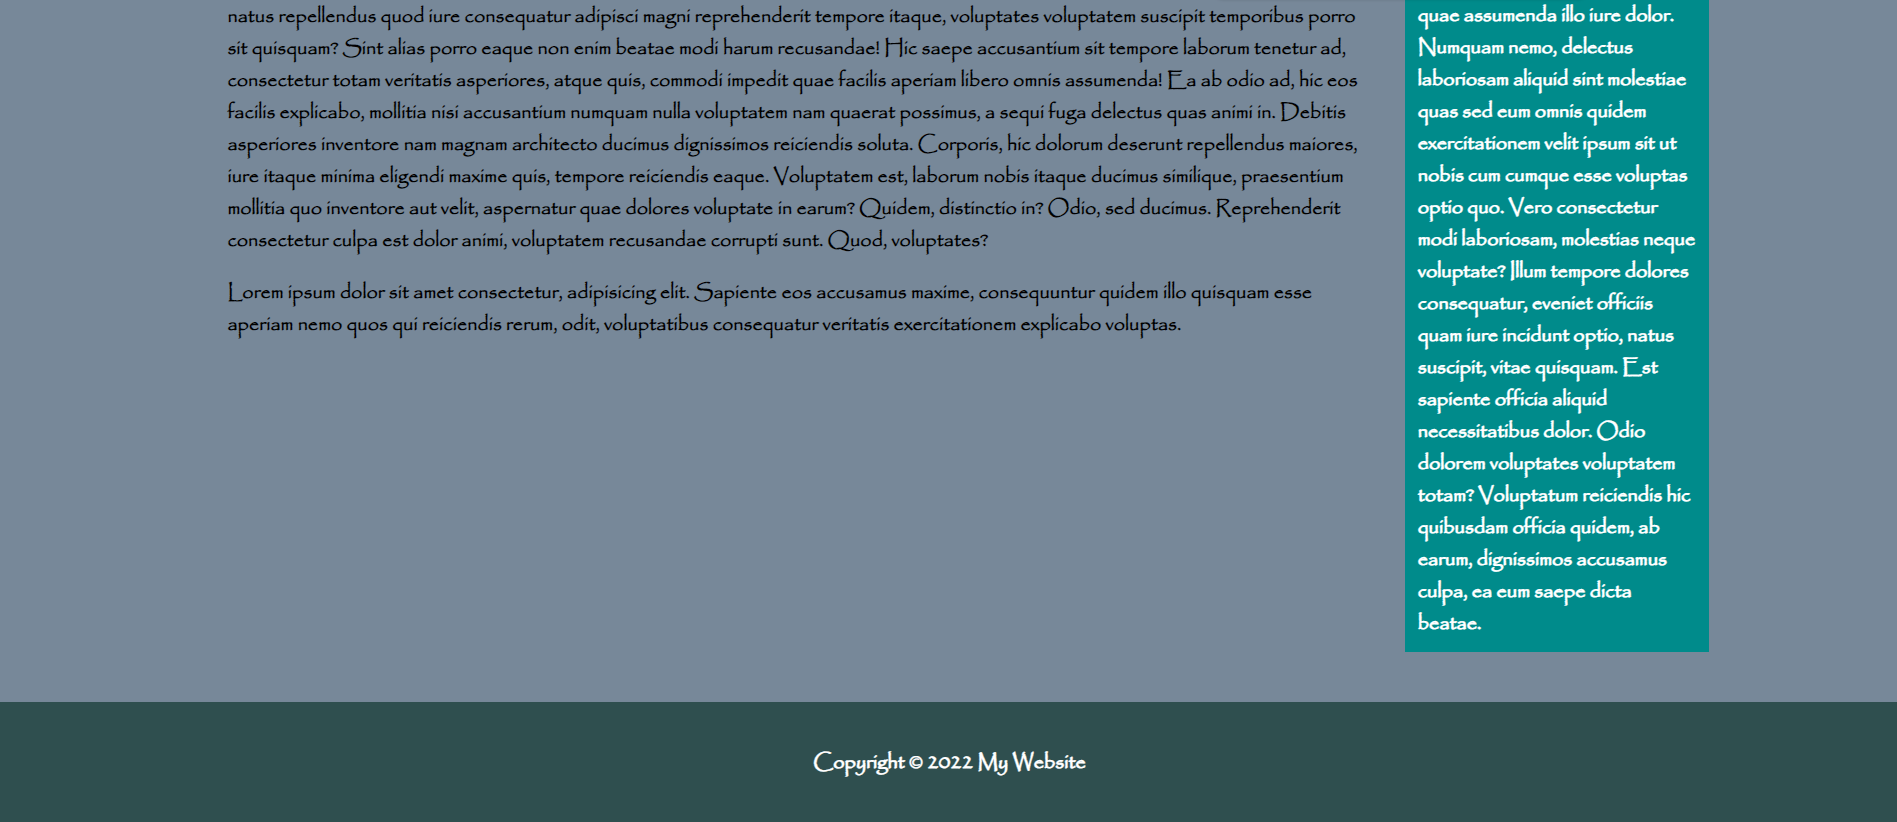 natus repellendus quod iure consequatur adipisci magni reprehenderit tempore itaque, voluptates voluptatem suscipit temporibus porro
sit quisquam? Sint alias porro eaque non enim beatae modi harum recusandae! Hic saepe accusantium sit tempore laborum tenetur ad,
consectetur totam veritatis asperiores, atque quis, commodi impedit quae facilis aperiam libero omnis assumenda! Ea ab odio ad, hic eos
facilis explicabo, mollitia nisi accusantium numquam nulla voluptatem nam quaerat possimus, a sequi fuga delectus quas animi in. Debitis
asperiores inventore nam magnam architecto ducimus dignissimos reiciendis soluta. Corporis, hic dolorum deserunt repellendus maiores,
iure itaque minima eligendi maxime quis, tempore reiciendis eaque. Voluptatem est, laborum nobis itaque ducimus similique, praesentium
mollitia quo inventore aut velit, aspernatur quae dolores voluptate in earum? Quidem, distinctio in? Odio, sed ducimus. Reprehenderit
consectetur culpa est dolor animi, voluptatem recusandae corrupti sunt. Quod, voluptates?
Lorem ipsum dolor sit amet consectetur, adipisicing elit. Sapiente eos accusamus maxime, consequuntur quidem illo quisquam esse
aperiam nemo quos qui reiciendis rerum, odit, voluptatibus consequatur veritatis exercitationem explicabo voluptas.
quae assumenda illo iure dolor.
Numquam nemo, delectus
laboriosam aliquid sint molestiae
quas sed eum omnis quidem
exercitationem velit ipsum sit ut
nobis cum cumque esse voluptas
optio quo. Vero consectetur
modi laboriosam, molestias neque
voluptate? Illum tempore dolores
consequatur, eveniet officiis
quam iure incidunt optio, natus
suscipit, vitae quisquam. Est
sapiente officia aliquid
necessitatibus dolor. Odio
dolorem voluptates voluptatem
totam? Voluptatum reiciendis hic
quibusdam officia quidem, ab
earum, dignissimos accusamus
culpa, ea eum saepe dicta
beatae.
Copyright © 2022 My Website